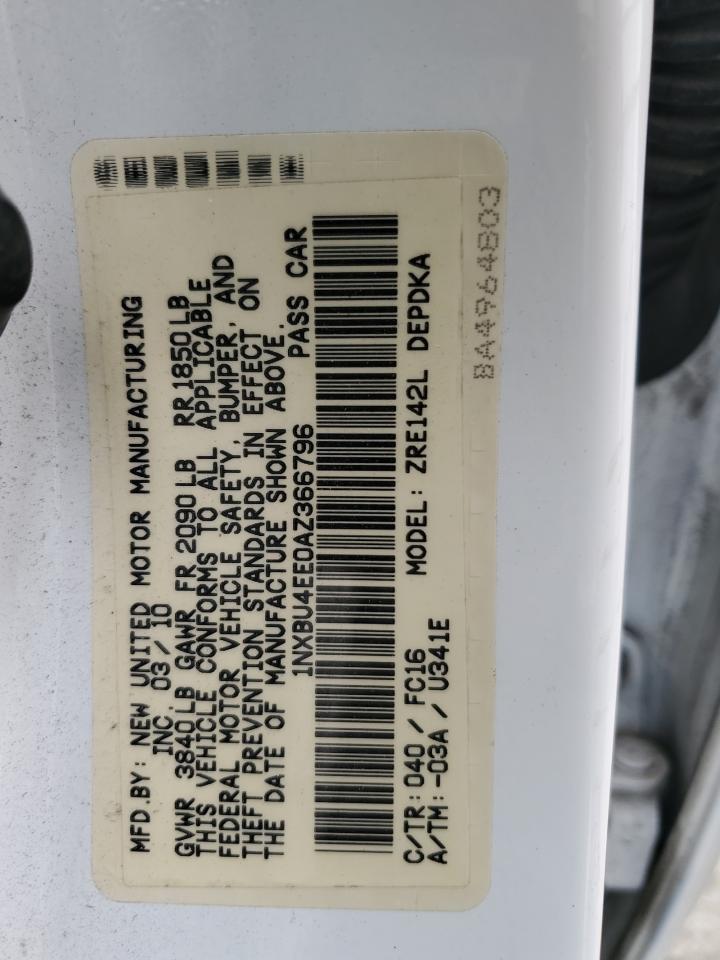 MFD.BY: NEW UNITED MOTOR MANUFACTURING
INC 03/10
GVWR 3840LB GAWR FR 2090LB RR1850LB
THIS VEHICLE CONFORMS TO ALL APPLICABLE
FEDERAL MOTOR VEHICLE SAFETY, BUMPER, AND
THEFT PREVENTION STANDARDS IN EFFECT ON
THE DATE OF MANUFACTURE SHOWN ABOVE.
1NXBU4EE0AZ366796 PASS CAR
C/TR: 040 / FC16 MODEL: ZRE142L DEPDKA
A/TM: -03A / U341E
8A4964803